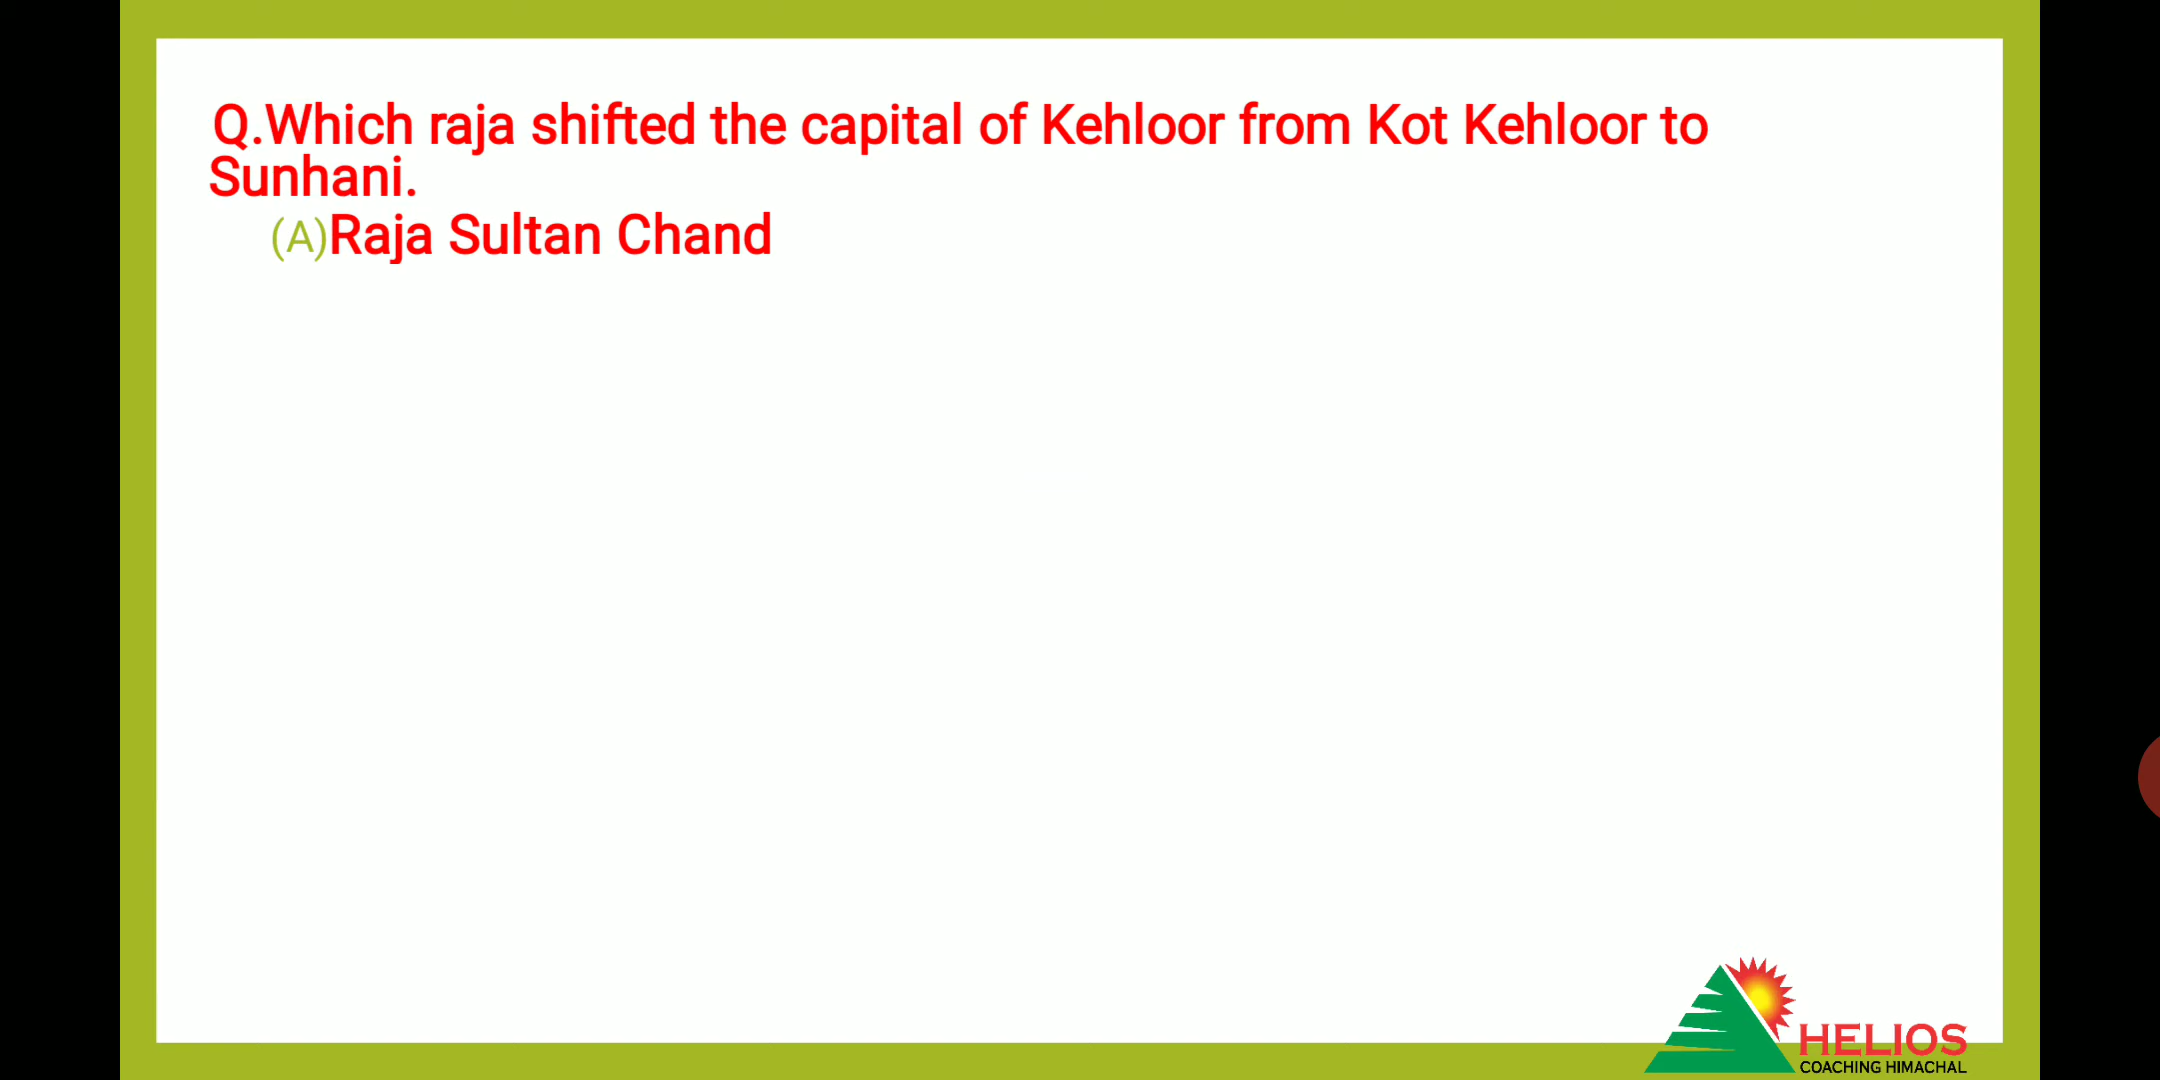 Q.Which raja shifted the capital of Kehloor from Kot Kehloor to
Sunhani.
(A)Raja Sultan Chand
HELIOS
COACHING HIMACHAL